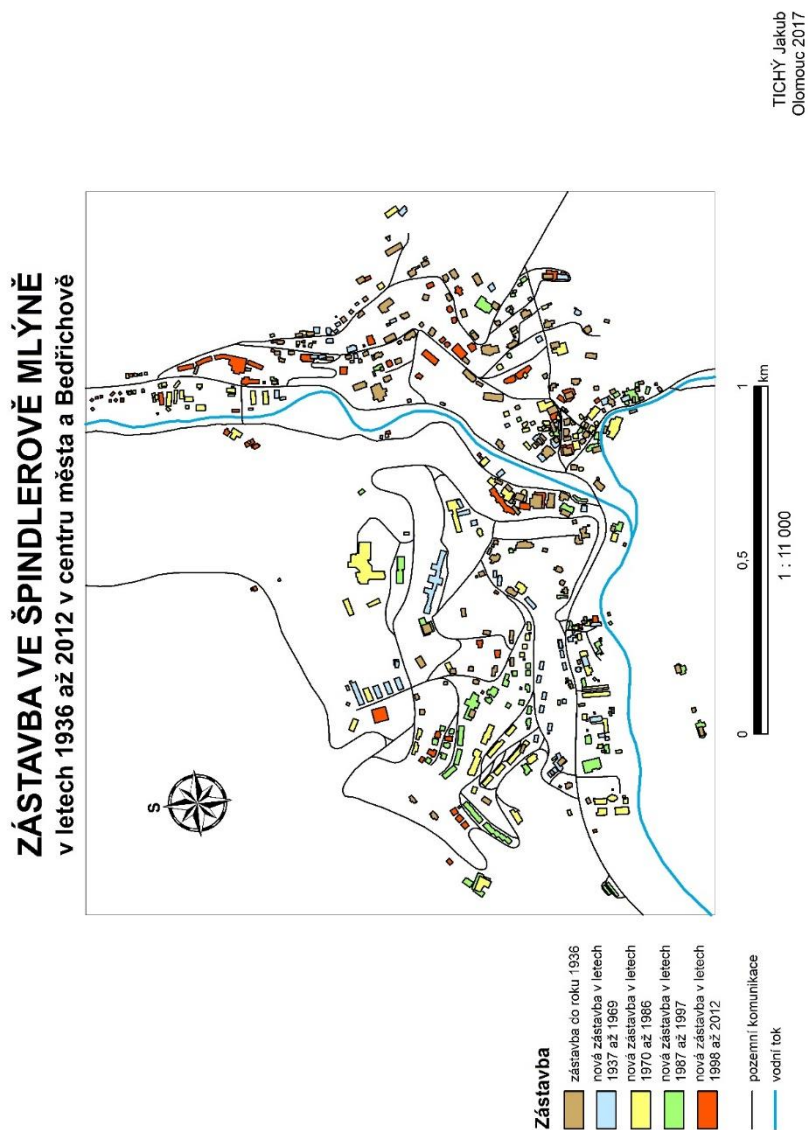 ZÁSTAVBA VE ŠPINDLEROVĚ MLÝNĚ
v letech 1936 až 2012 v centru města a Bedřichově
S
Zástavba
zástavba do roku 1936
nová zástavba v letech
1937 až 1969
nová zástavba v letech
1970 až 1986
nová zástavba v letech
1987 až 1997
nová zástavba v letech
1998 až 2012
pozemní komunikace
vodní tok
0
0,5
1
km
1 : 11 000
TICHÝ Jakub
Olomouc 2017